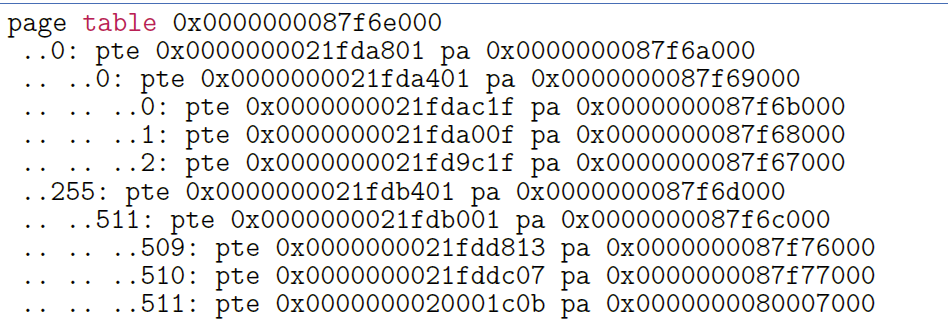 page table 0x0000000087f6e000
..0: pte 0x0000000021fda801 pa 0x0000000087f6a000
.. ..0: pte 0x0000000021fda401 pa 0x0000000087f69000
.. .. ..0: pte 0x0000000021fdac1f pa 0x0000000087f6b000
.. .. ..1: pte 0x0000000021fda00f pa 0x0000000087f68000
.. .. ..2: pte 0x0000000021fd9c1f pa 0x0000000087f67000
..255: pte 0x0000000021fdb401 pa 0x0000000087f6d000
.. ..511: pte 0x0000000021fdb001 pa 0x0000000087f6c000
.. .. ..509: pte 0x0000000021fdd813 pa 0x0000000087f76000
.. .. ..510: pte 0x0000000021fddc07 pa 0x0000000087f77000
.. .. ..511: pte 0x0000000020001c0b pa 0x0000000080007000